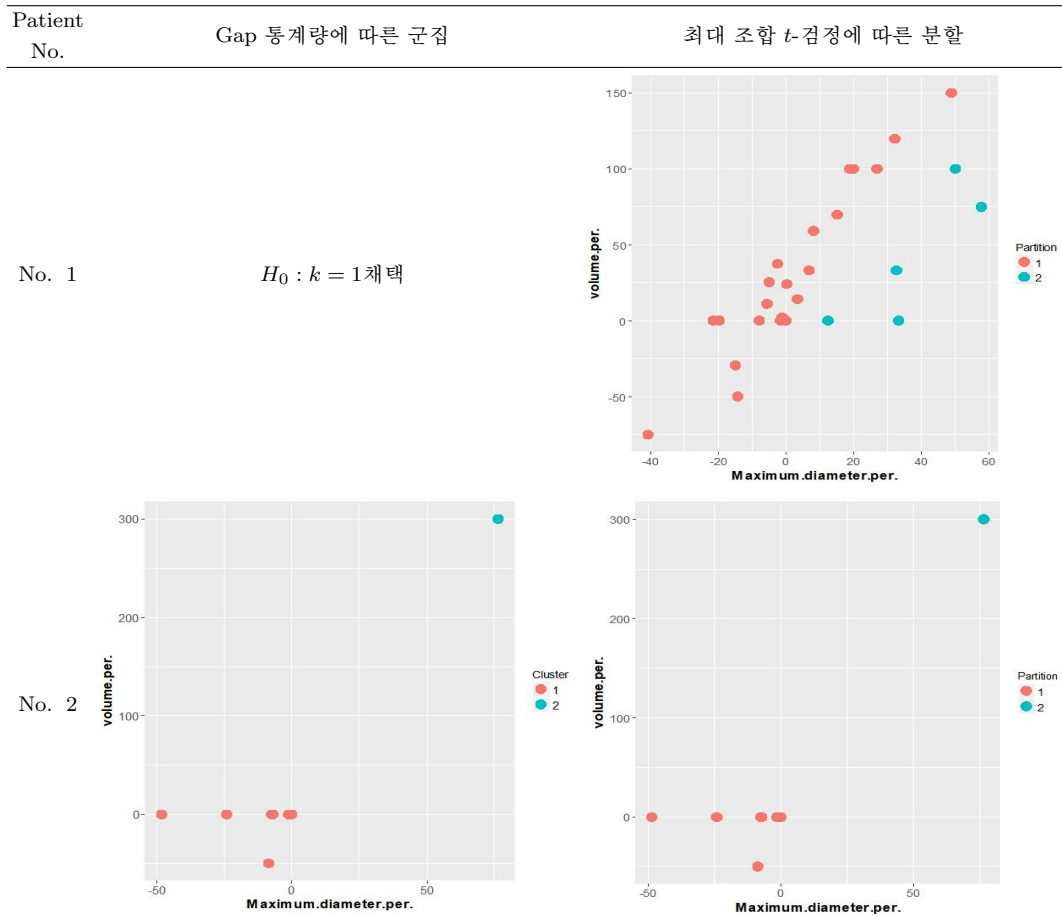 Patient No.
Gap 통계량에 따른 군집
최대 조합 t-검정에 따른 분할
No. 1
H₀ : k = 1채택
150
100
50
0
-50
volume.per.
-40 -20 0 20 40 60
Maximum.diameter.per.
Partition
1
2
No. 2
300
200
100
0
volume.per.
-50 0 50
Maximum.diameter.per.
Cluster
1
2
300
200
100
0
volume.per.
-50 0 50
Maximum.diameter.per.
Partition
1
2